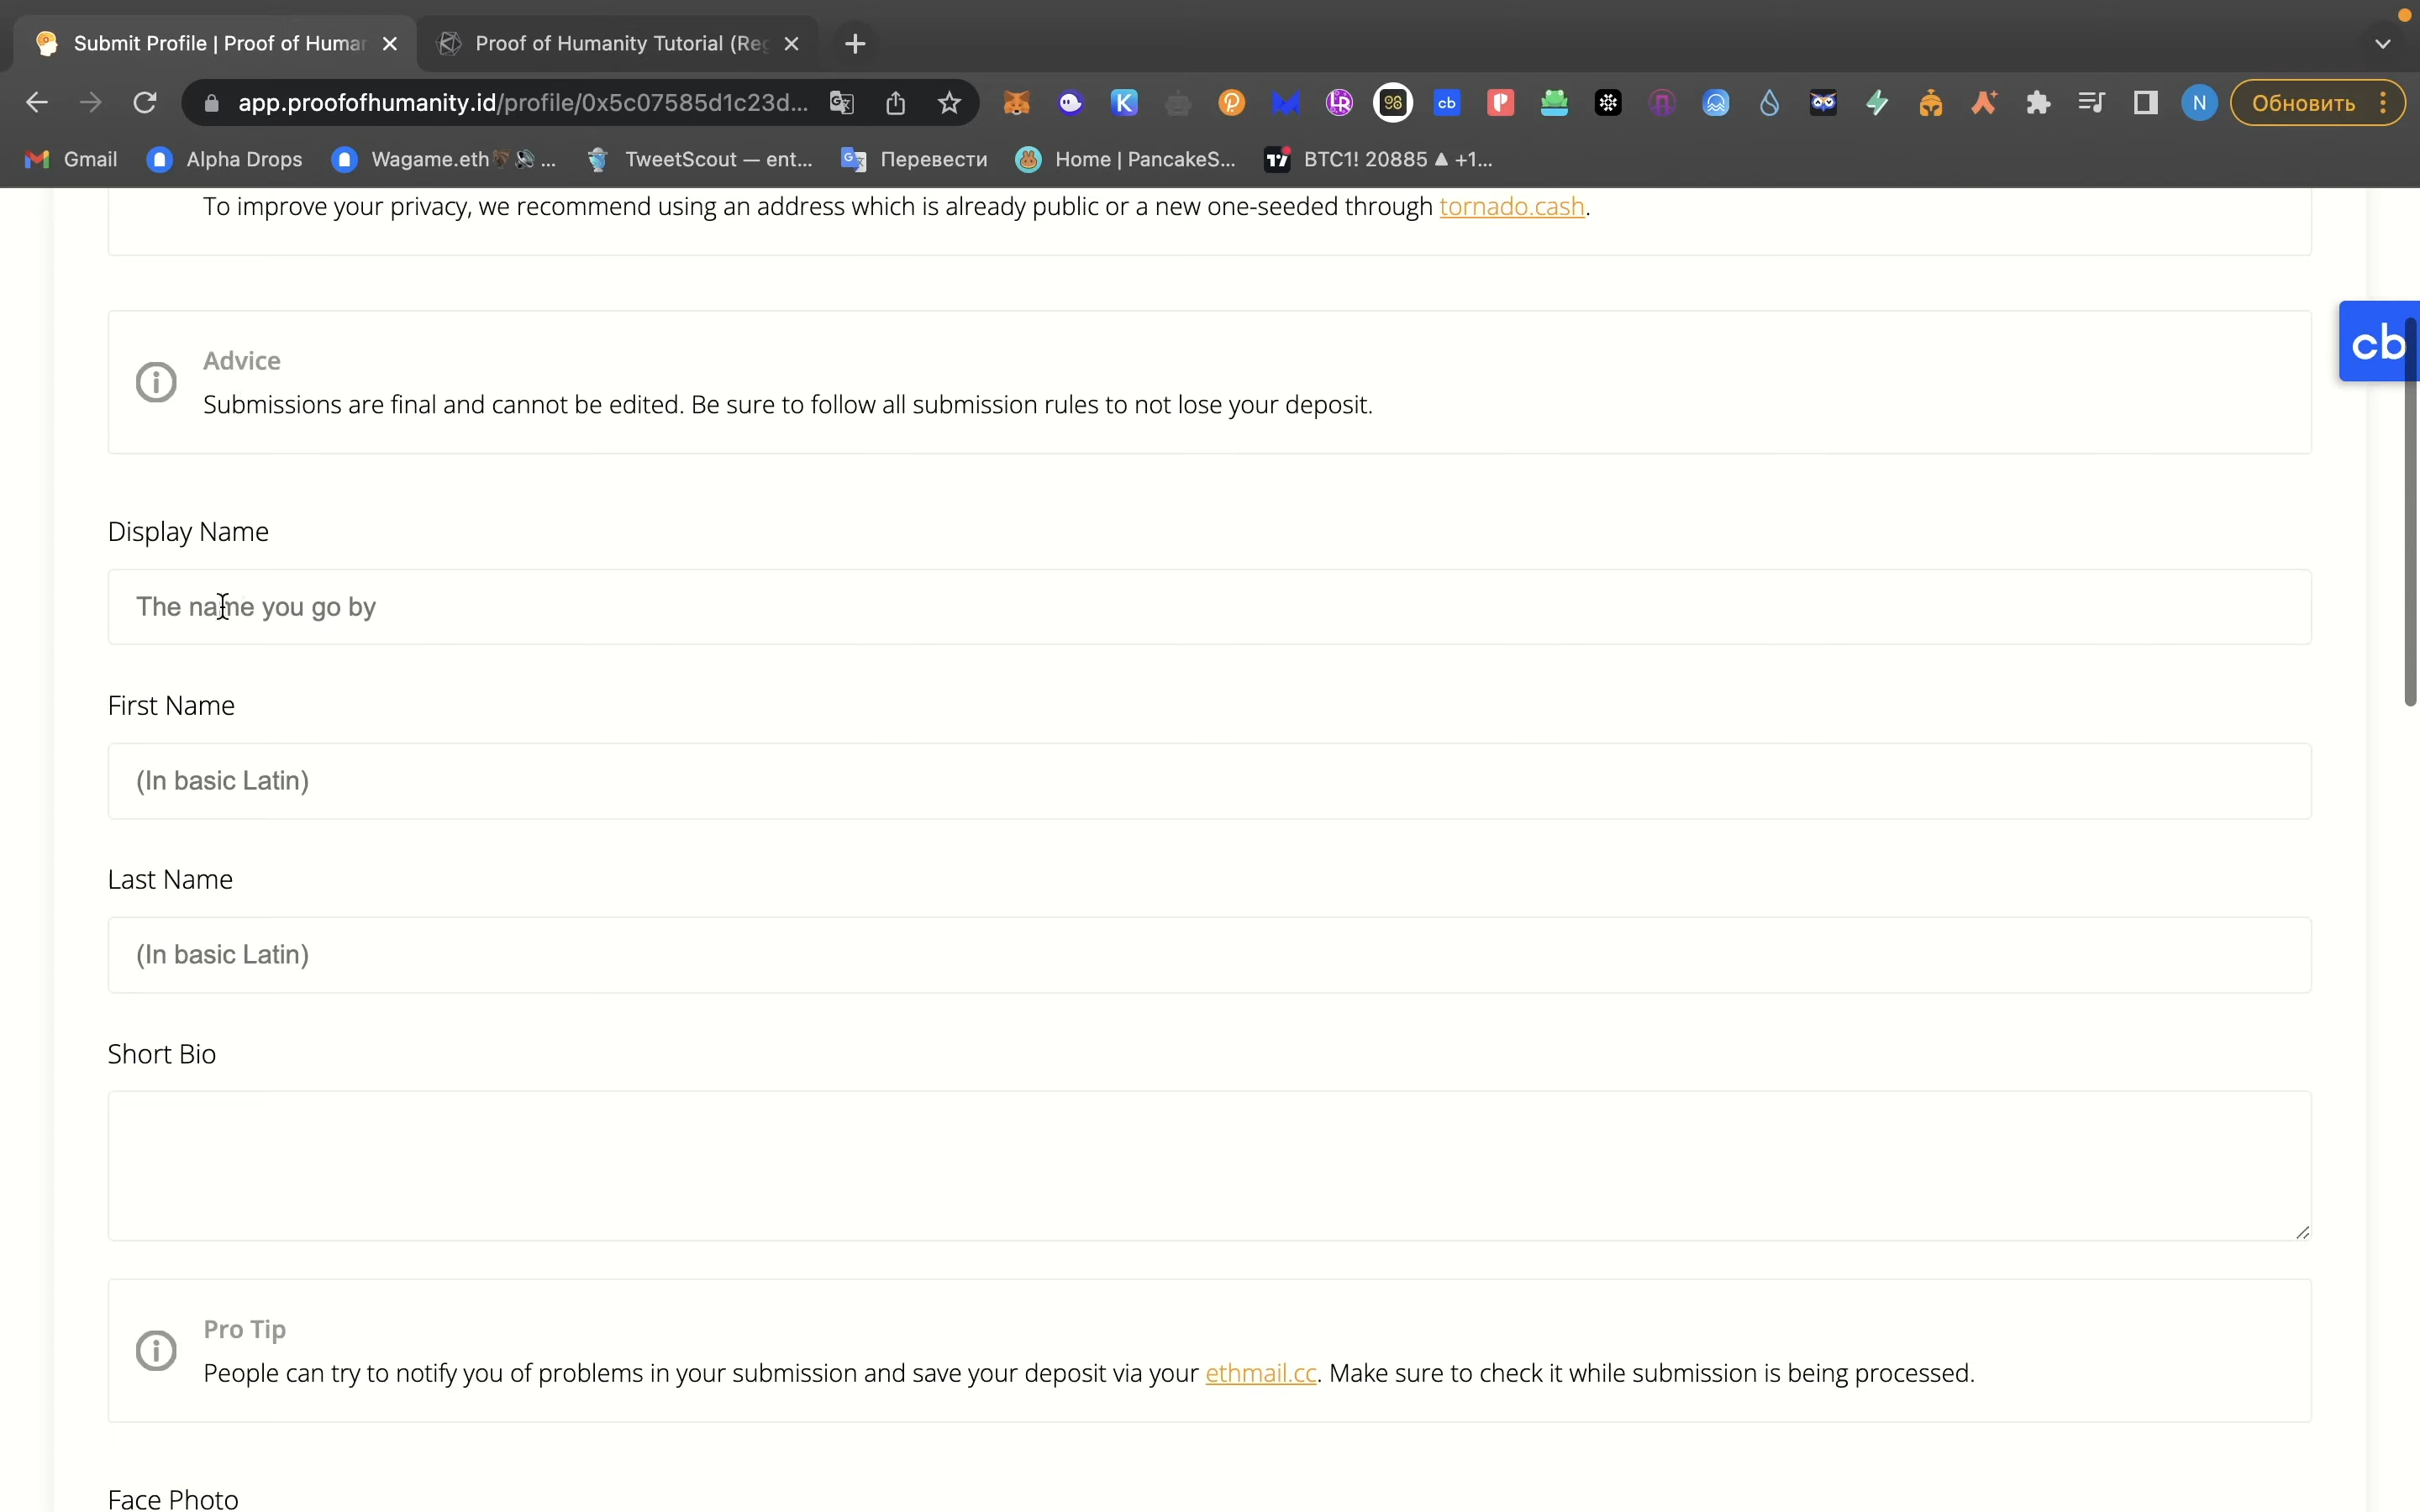 Submit Profile | Proof of Humar
Proof of Humanity Tutorial (Reg
app.proofofhumanity.id/profile/0x5c07585d1c23d...
N
Обновить
Gmail
Alpha Drops
Wagame.eth ...
TweetScout — ent...
Перевести
Home | PancakeS...
BTC1! 20885 ▲ +1...
To improve your privacy, we recommend using an address which is already public or a new one-seeded through tornado.cash.
cb
Advice
Submissions are final and cannot be edited. Be sure to follow all submission rules to not lose your deposit.
Display Name
The name you go by
First Name
(In basic Latin)
Last Name
(In basic Latin)
Short Bio
Pro Tip
People can try to notify you of problems in your submission and save your deposit via your ethmail.cc. Make sure to check it while submission is being processed.
Face Photo